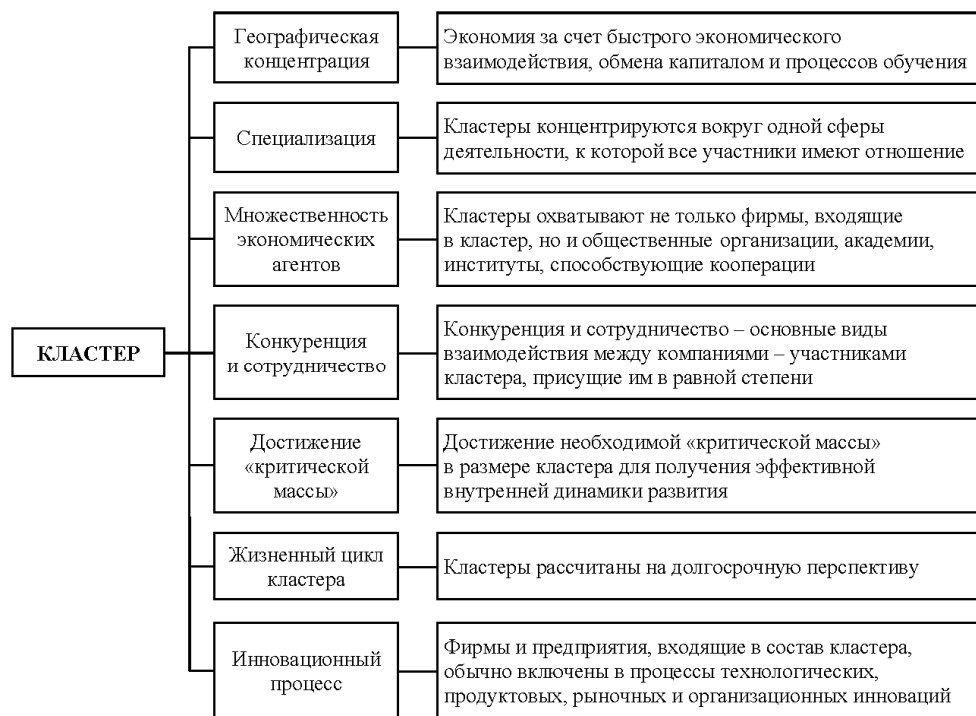 Географическая
концентрация
Экономия за счет быстрого экономического
взаимодействия, обмена капиталом и процессов обучения
Специализация
Кластеры концентрируются вокруг одной сферы
деятельности, к которой все участники имеют отношение
Множественность
экономических
агентов
Кластеры охватывают не только фирмы, входящие
в кластер, но и общественные организации, академии,
институты, способствующие кооперации
КЛАСТЕР
Конкуренция
и сотрудничество
Конкуренция и сотрудничество – основные виды
взаимодействия между компаниями – участниками
кластера, присущие им в равной степени
Достижение
«критической
массы»
Достижение необходимой «критической массы»
в размере кластера для получения эффективной
внутренней динамики развития
Жизненный цикл
кластера
Кластеры рассчитаны на долгосрочную перспективу
Инновационный
процесс
Фирмы и предприятия, входящие в состав кластера,
обычно включены в процессы технологических,
продуктовых, рыночных и организационных инноваций